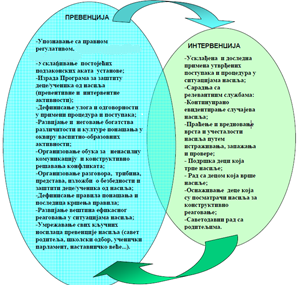 ПРЕВЕНЦИЈА
-Упознавање са правном
регулативом.
-Усклађивање постојећих
подзаконских аката установе;
-Израда Програма за заштиту
деце/ученика од насиља
(превентивне и интервентне
активности);
-Дефинисање улога и одговорности
у примени процедура и поступака;
-Развијање и неговање богатства
различитости и културе понашања у
оквиру васпитно-образовних
активности;
-Организовање обука за ненасилну
комуникацију и конструктивно
решавање конфликата;
-Организовање разговора, трибина,
представа, изложби о безбедности и
заштити деце/ученика од насиља;
-Дефинисање правила понашања и
последица кршења правила;
-Развијање вештина ефикасног
реаговања у ситуацијама насиља;
-Умрежавање свих кључних
носилаца превенције насиља (савет
родитеља, школски одбор, ученички
парламент, наставничко веће...).
ИНТЕРВЕНЦИЈА
-Усклађена и доследна
примена утврђених
поступака и процедура у
ситуацијама насиља;
-Сарадња са
релевантним службама;
-Континуирано
евидентирање случајева
насиља;
-Праћење и вредновање
врста и учесталости
насиља путем
истраживања, запажања
и провере;
- Подршка деци која
трпе насиље;
- Рад са децом која врше
насиље;
-Оснаживање деце која
су посматрачи насиља за
конструктивно
реаговање;
-Саветодавни рад са
родитељима.